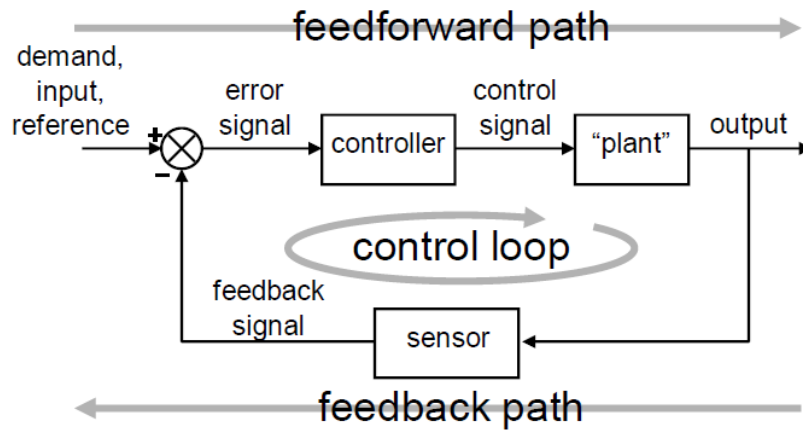 feedforward path
demand,
input,
reference
error
signal
control
signal
output
+
controller
“plant”
−
control loop
feedback
signal
sensor
feedback path